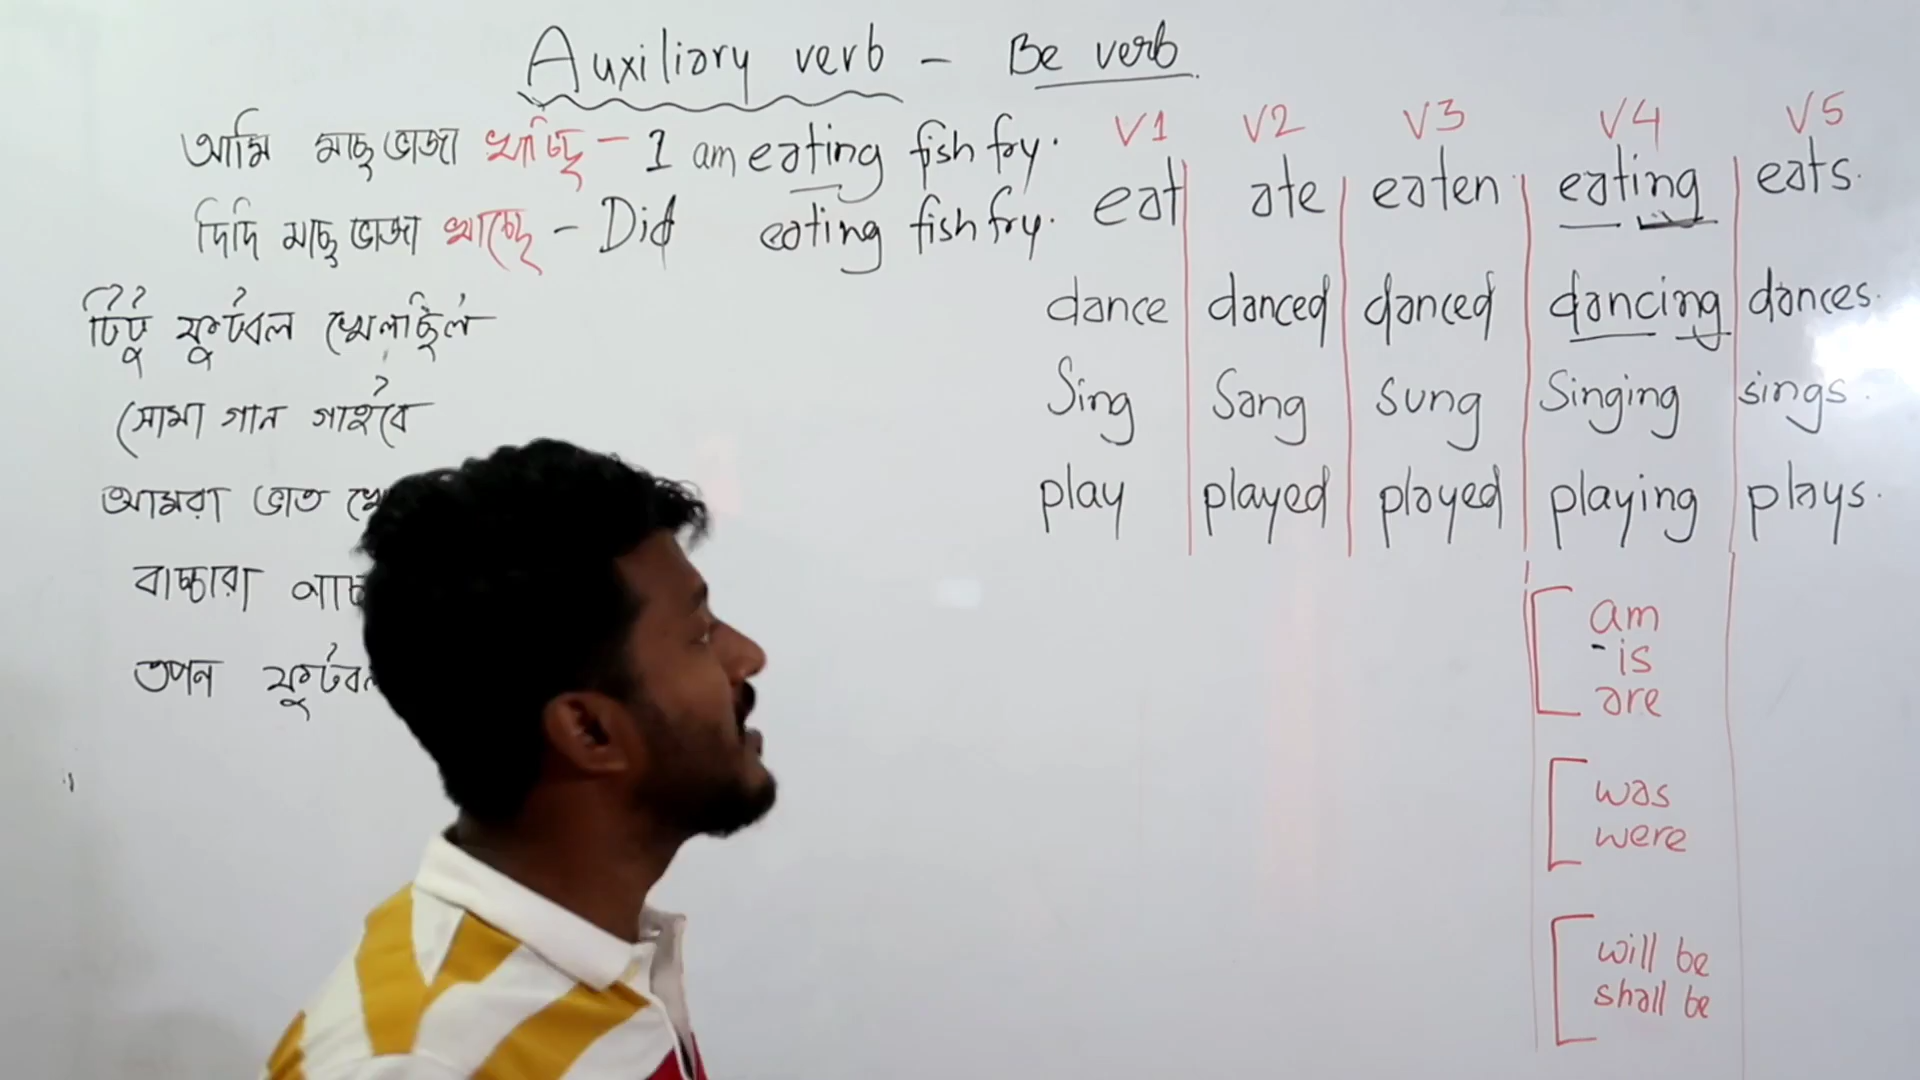 Auxiliary verb - Be verb
আমি মাছ ভাজা খাচ্ছি - I am eating fish fry.
দিদি মাছ ভাজা খাচ্ছে - Did eating fish fry.
টিটু ফুটবল খেলছিল
সোমা গান গাইবে
আমরা ভাত
বাচ্চারা
তপন ফুটবল
V1 V2 V3 V4 V5
eat ate eaten eating eats.
dance danced danced dancing dances.
Sing Sang sung Singing sings.
play played played playing plays.
am
is
are
was
were
will be
shall be